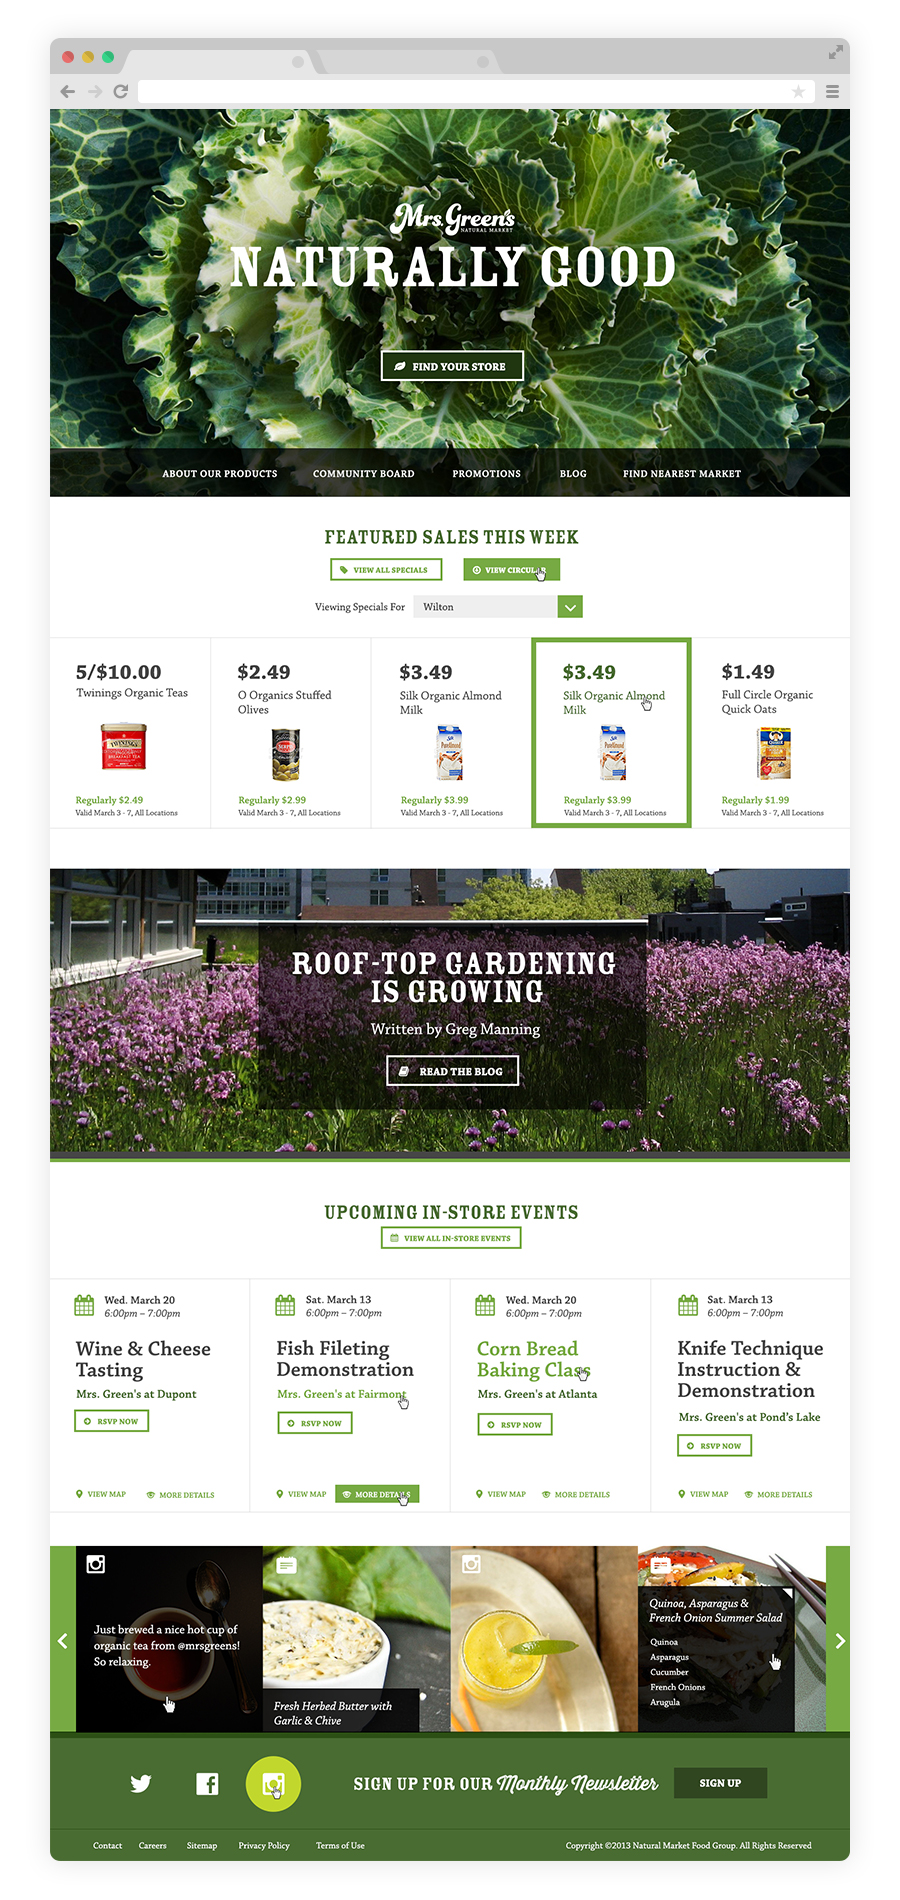 Mrs. Green's
NATURAL MARKET
NATURALLY GOOD
FIND YOUR STORE
ABOUT OUR PRODUCTS COMMUNITY BOARD PROMOTIONS BLOG FIND NEAREST MARKET
FEATURED SALES THIS WEEK
VIEW ALL SPECIALS VIEW
Viewing Specials For Wilton
5/$10.00
Twinings Organic Teas
TWININGS
Regularly $2.49
Valid March 3 - 7, All Locations
$2.49
O Organics Stuffed
Olives
Regularly $2.99
Valid March 3 - 7, All Locations
$3.49
Silk Organic Almond
Milk
Silk
PureAlmond
Regularly $3.99
Valid March 3 - 7, All Locations
$3.49
Silk Organic Almond
Milk
Silk
PureAlmond
Regularly $3.99
Valid March 3 - 7, All Locations
$1.49
Full Circle Organic
Quick Oats
Regularly $1.99
Valid March 3 - 7, All Locations
ROOF-TOP GARDENING
IS GROWING
Written by Greg Manning
READ THE BLOG
UPCOMING IN-STORE EVENTS
VIEW ALL IN-STORE EVENTS
Wed. March 20
6:00pm – 7:00pm
Wine & Cheese
Tasting
Mrs. Green's at Dupont
RSVP NOW
VIEW MAP MORE DETAILS
Sat. March 13
6:00pm – 7:00pm
Fish Fileting
Demonstration
Mrs. Green's at Fairmont
RSVP NOW
VIEW MAP MORE DETAILS
Wed. March 20
6:00pm – 7:00pm
Corn Bread
Baking Class
Mrs. Green's at Atlanta
RSVP NOW
VIEW MAP MORE DETAILS
Sat. March 13
6:00pm – 7:00pm
Knife Technique
Instruction &
Demonstration
Mrs. Green's at Pond's Lake
RSVP NOW
VIEW MAP MORE DETAILS
Just brewed a nice hot cup of
organic tea from @mrsgreens!
So relaxing.
Fresh Herbed Butter with
Garlic & Chive
Quinoa, Asparagus &
French Onion Summer Salad
Quinoa
Asparagus
Cucumber
French Onions
Arugula
SIGN UP FOR OUR Monthly Newsletter SIGN UP
Contact Careers Sitemap Privacy Policy Terms of Use Copyright ©2013 Natural Market Food Group. All Rights Reserved